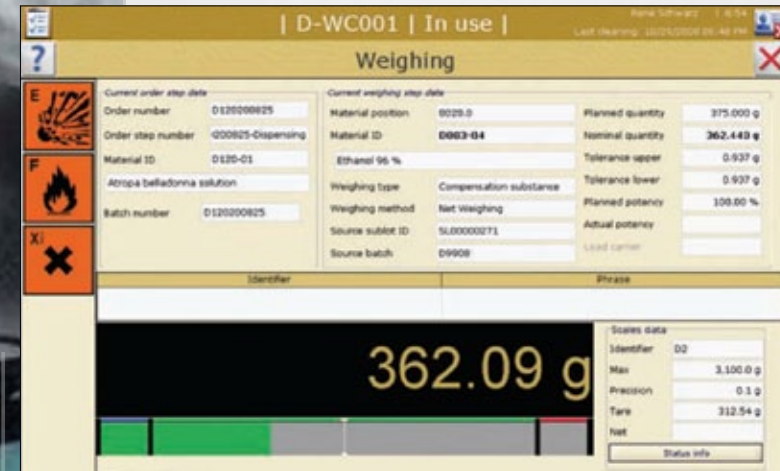 | D-WC001 | In use |
René Schwarz | 6/54
Last cleaning: 10/25/2008 06:48 PM
? Weighing
E
F
Xi
Current order step data
Order number D120200825
Order step number 200825-Dispensing
Material ID D120-01
Atropa belladonna solution
Batch number D120200825
Current weighing step data
Material position 0020.0
Material ID D003-04
Ethanol 96 %
Weighing type Compensation substance
Weighing method Net Weighing
Source sublot ID SL00000271
Source batch D9908
Planned quantity 375.000 g
Nominal quantity 362.440 g
Tolerance upper 0.937 g
Tolerance lower 0.937 g
Planned potency 100.00 %
Actual potency
Load carrier
Identifier Phrase
362.09 g
Scales data
Identifier D2
Max 3,100.0 g
Precision 0.1 g
Tare 312.54 g
Net
Status info